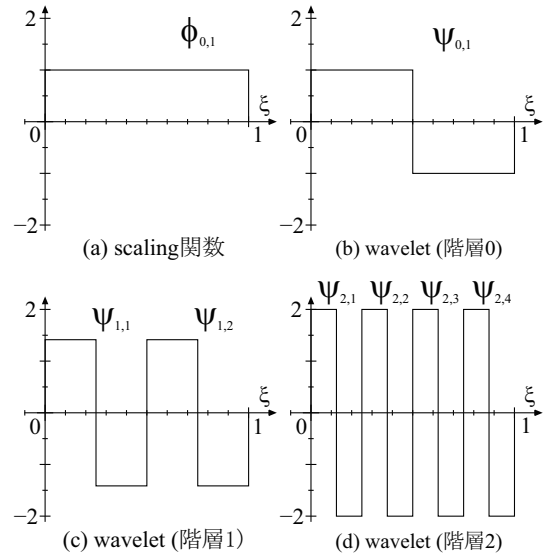 2
ϕ0,1
ξ
0
1
−2
(a) scaling関数
2
ψ0,1
ξ
0
1
−2
(b) wavelet (階層0)
2
ψ1,1
ψ1,2
ξ
0
1
−2
(c) wavelet (階層1)
2
ψ2,1
ψ2,2
ψ2,3
ψ2,4
ξ
0
1
−2
(d) wavelet (階層2)